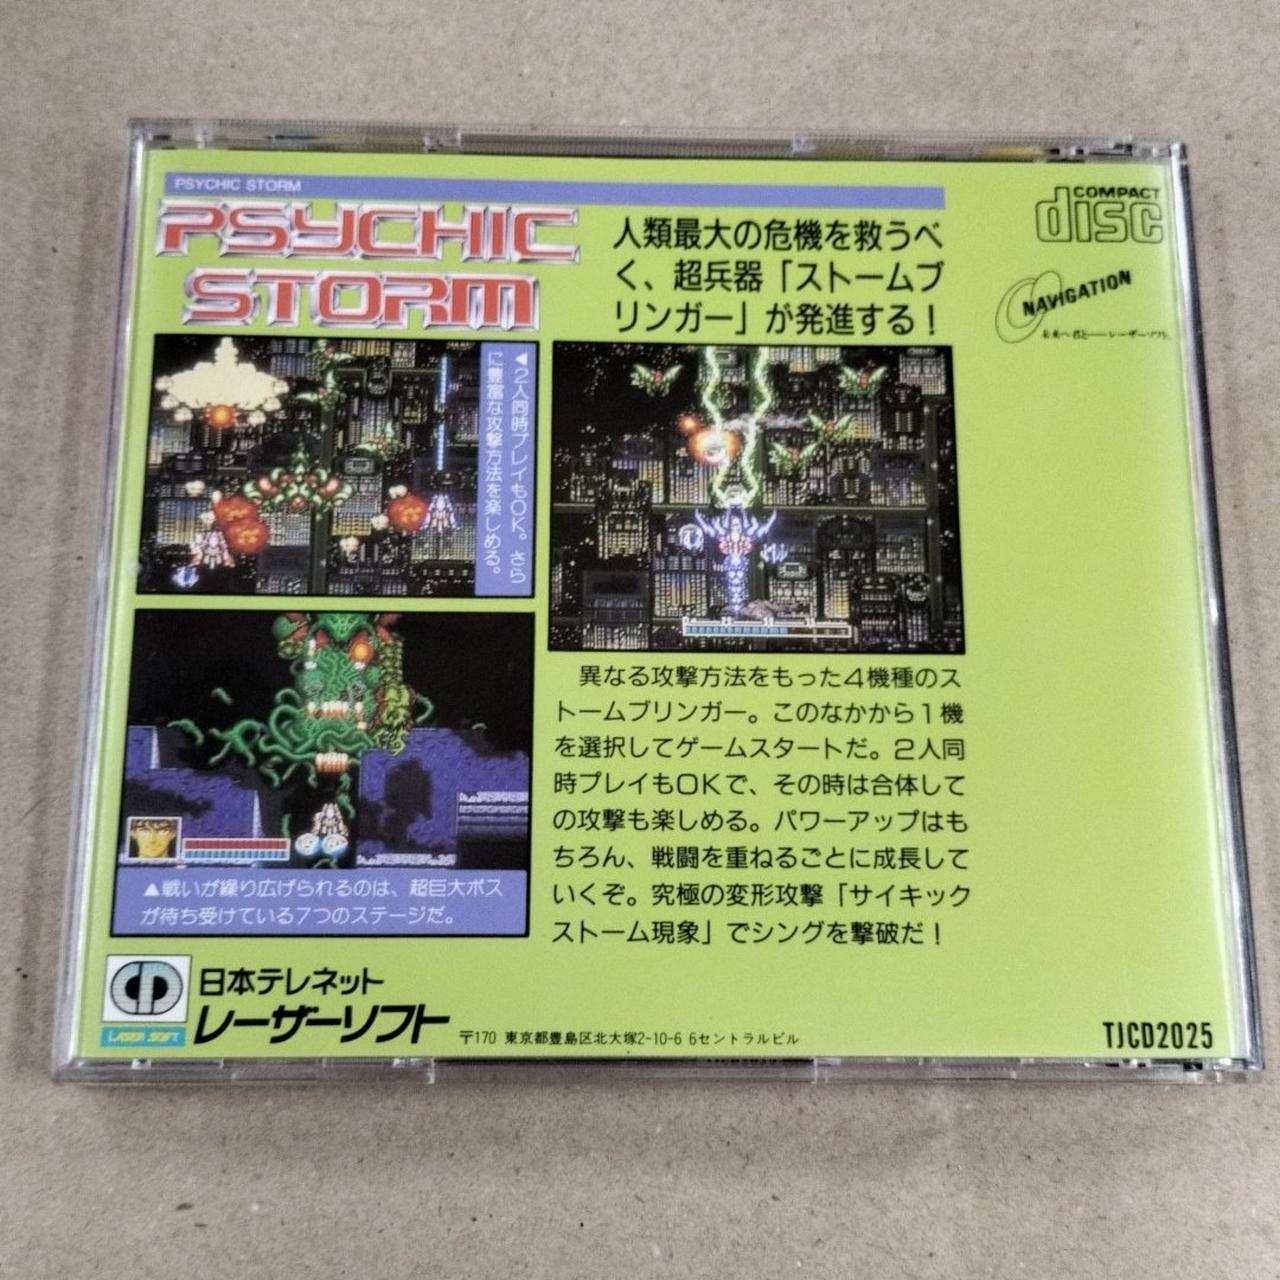 PSYCHIC STORM
PSYCHIC
STORM
人類最大の危機を救うべ
く、超兵器「ストームブ
リンガー」が発進する！
COMPACT
disc
NAVIGATION
未来へ君と――レーザーソフト。
◀2人同時プレイもOK。さら
に豊富な攻撃方法を楽しめる。
▲戦いが繰り広げられるのは、超巨大ボス
が待ち受けている7つのステージだ。
異なる攻撃方法をもった4機種のス
トームブリンガー。このなかから1機
を選択してゲームスタートだ。2人同
時プレイもOKで、その時は合体して
の攻撃も楽しめる。パワーアップはも
ちろん、戦闘を重ねるごとに成長して
いくぞ。究極の変形攻撃「サイキック
ストーム現象」でシングを撃破だ！
LASER SOFT
日本テレネット
レーザーソフト
〒170 東京都豊島区北大塚2-10-6 6セントラルビル
TJCD2025